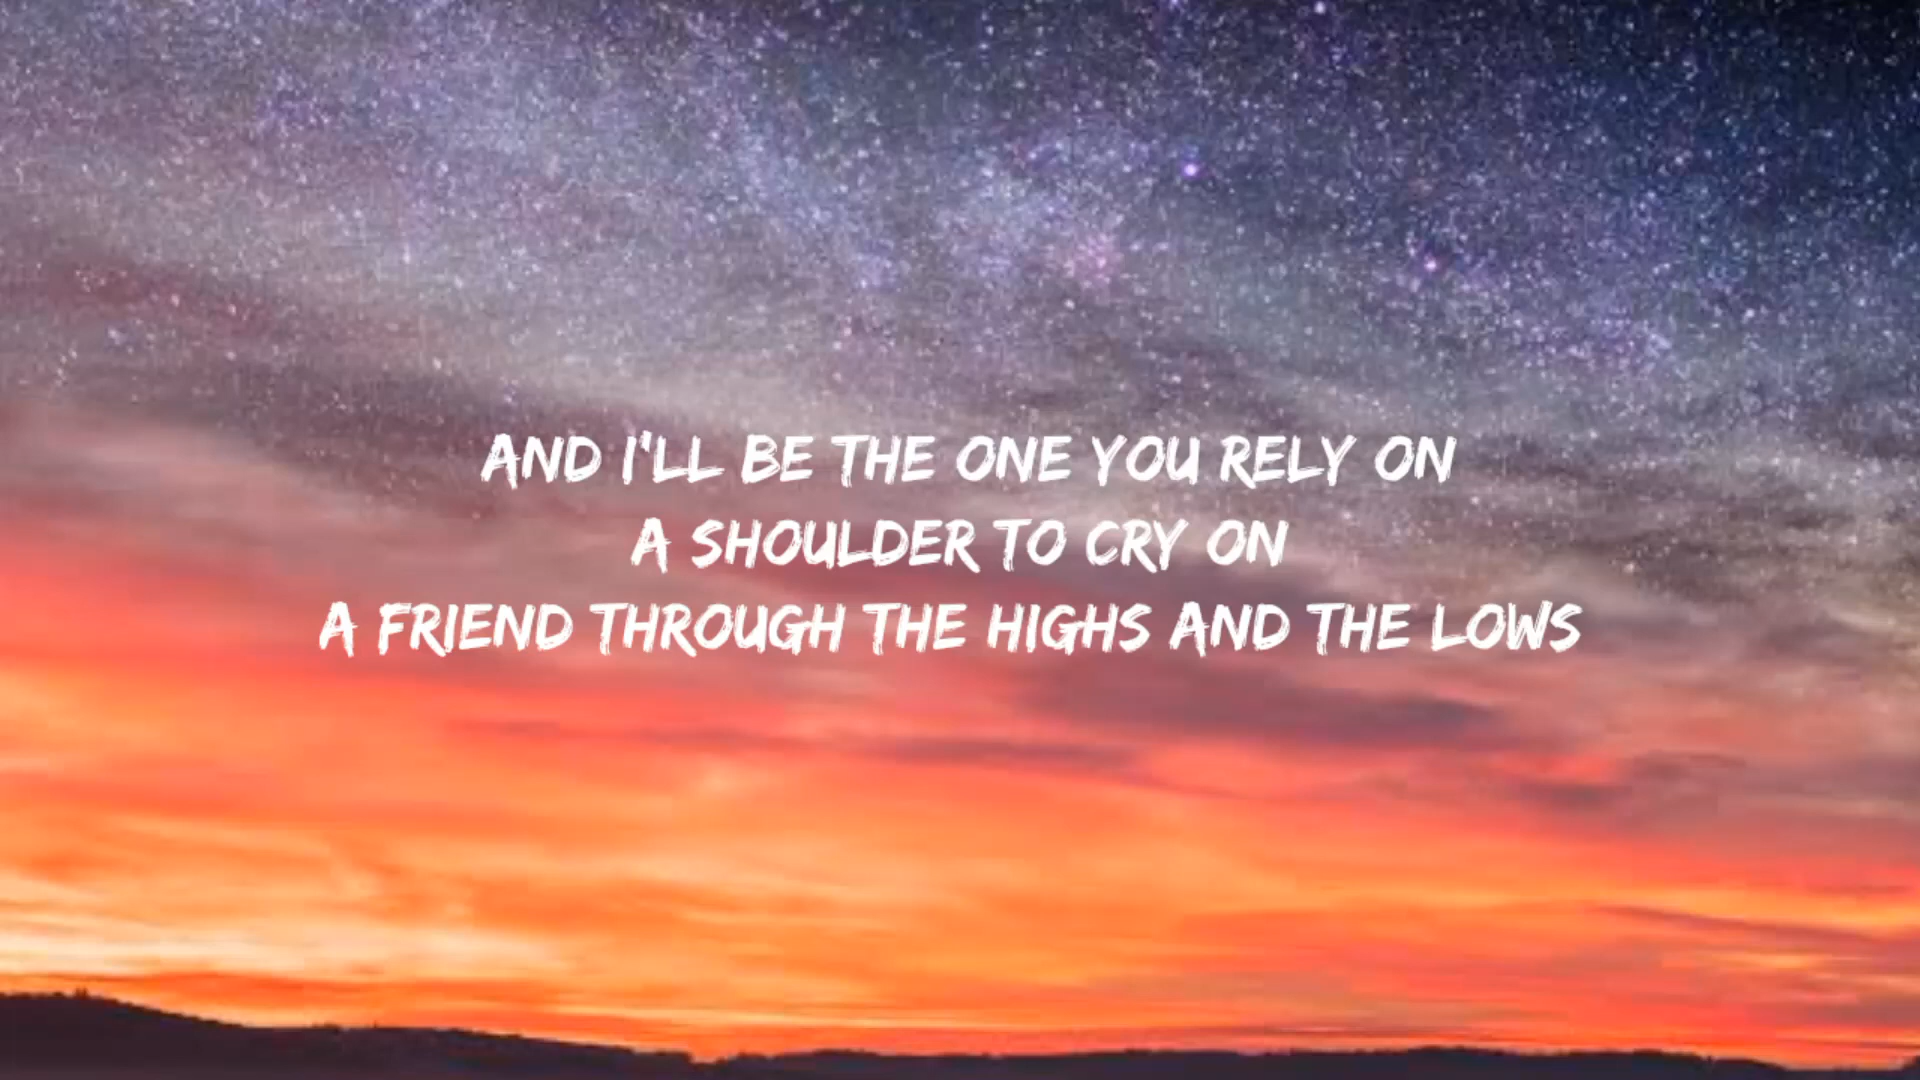 AND I'LL BE THE ONE YOU RELY ON
A SHOULDER TO CRY ON
A FRIEND THROUGH THE HIGHS AND THE LOWS